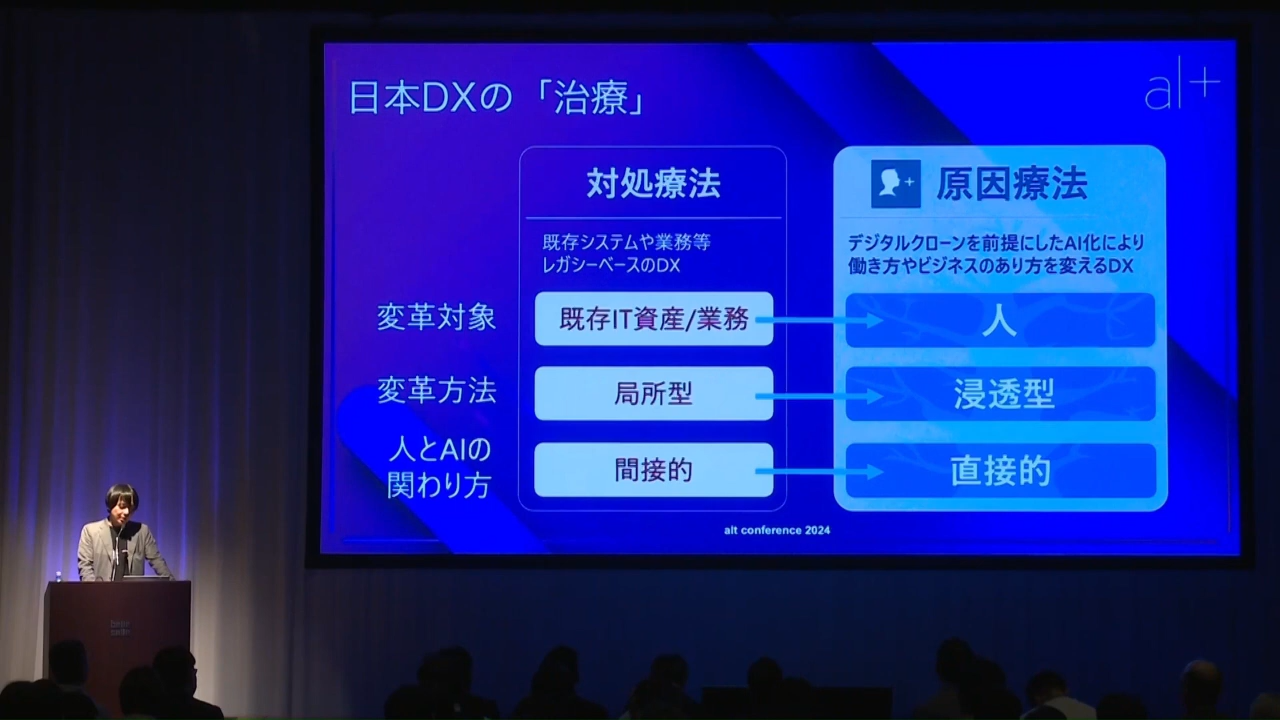 日本DXの「治療」
al+
対処療法
原因療法
既存システムや業務等
レガシーベースのDX
デジタルクローンを前提にしたAI化により
働き方やビジネスのあり方を変えるDX
変革対象
既存IT資産/業務
人
変革方法
局所型
浸透型
人とAIの
関わり方
間接的
直接的
alt conference 2024